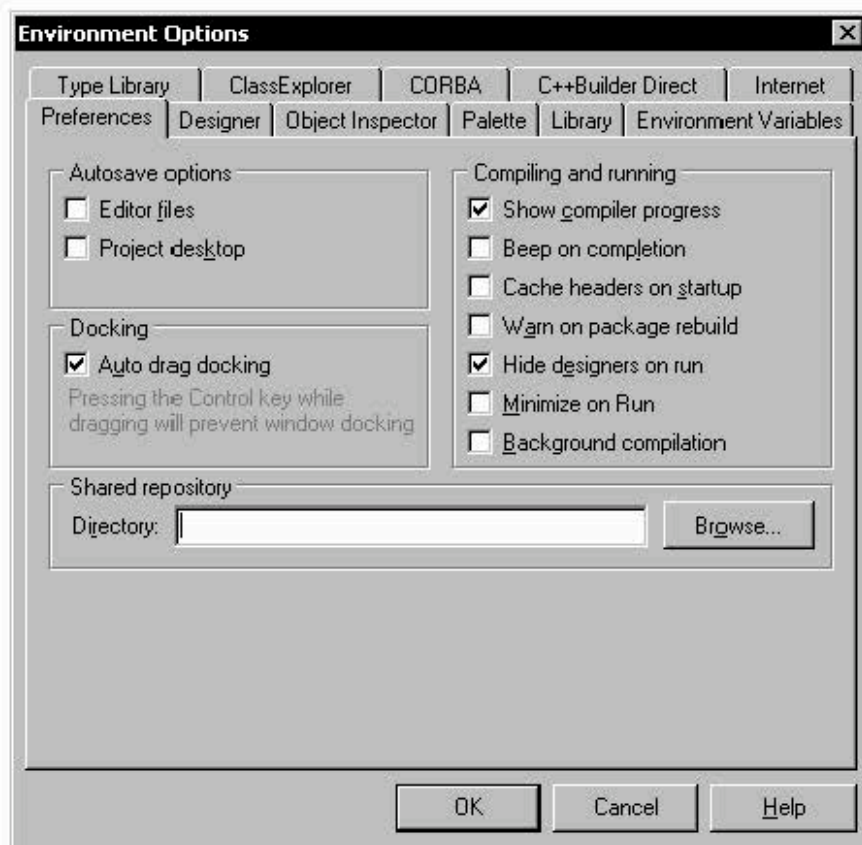 Environment Options
Type Library ClassExplorer CORBA C++Builder Direct Internet
Preferences Designer Object Inspector Palette Library Environment Variables
Autosave options
Editor files
Project desktop
Docking
Auto drag docking
Pressing the Control key while
dragging will prevent window docking
Compiling and running
Show compiler progress
Beep on completion
Cache headers on startup
Warn on package rebuild
Hide designers on run
Minimize on Run
Background compilation
Shared repository
Directory: Browse...
OK Cancel Help